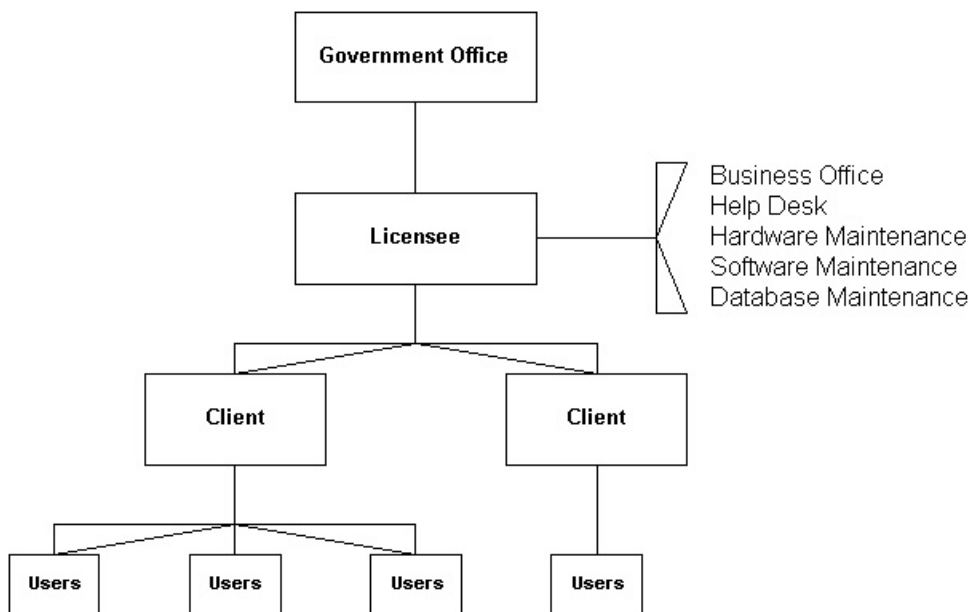 Government Office
Licensee
Business Office
Help Desk
Hardware Maintenance
Software Maintenance
Database Maintenance
Client
Client
Users
Users
Users
Users